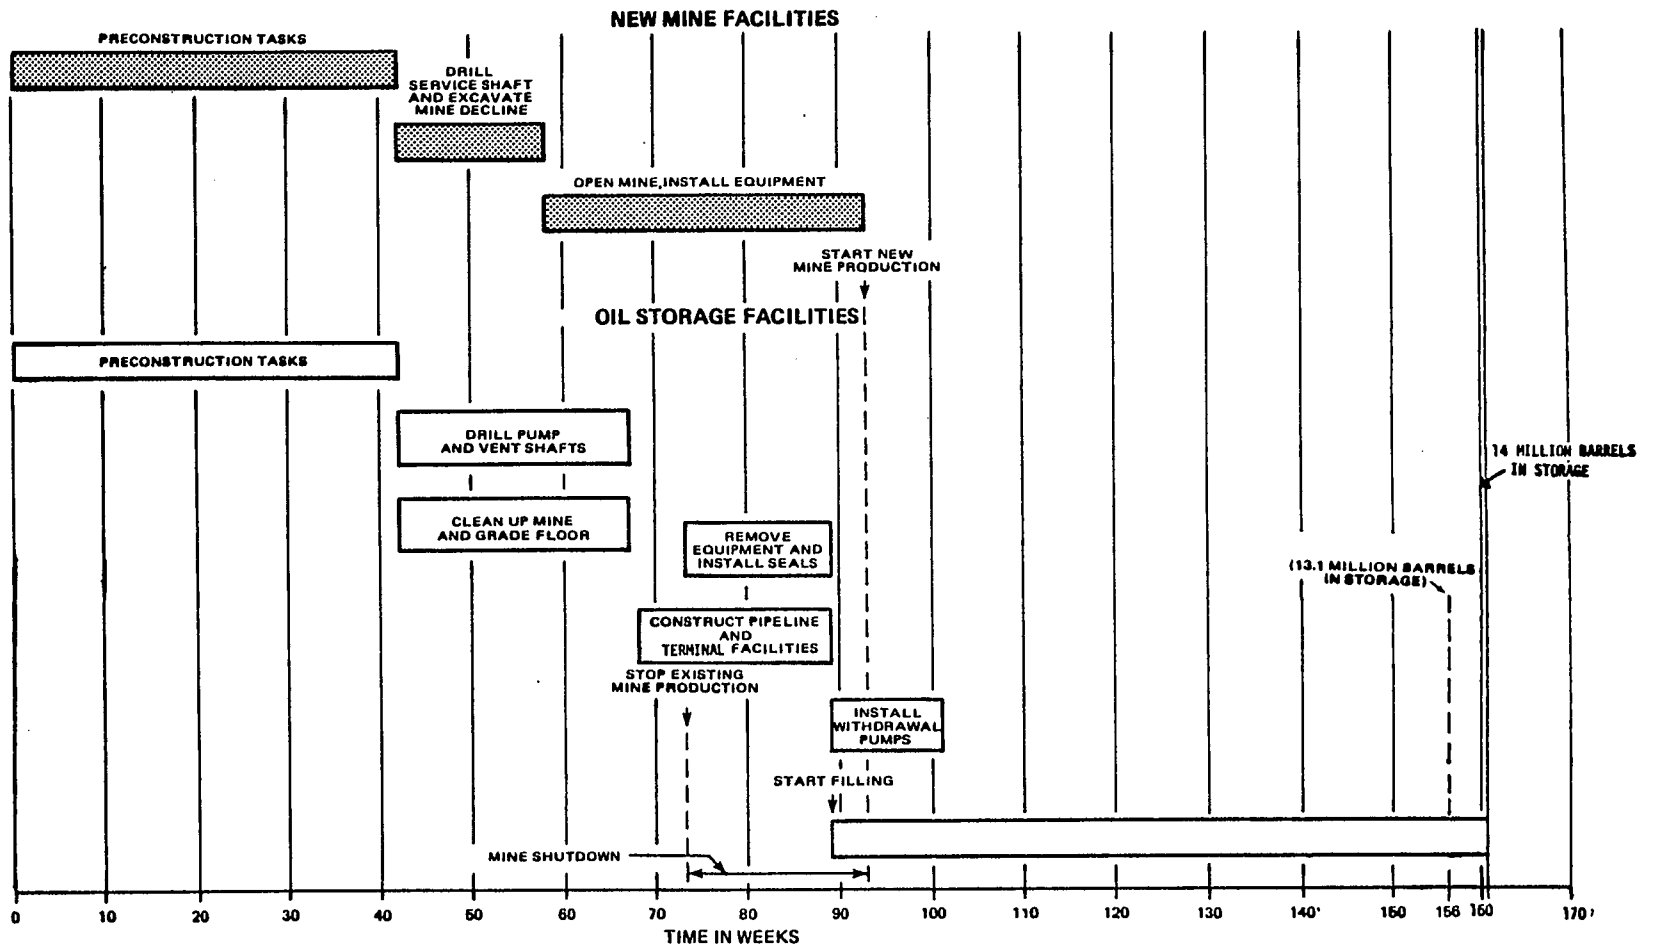 NEW MINE FACILITIES
PRECONSTRUCTION TASKS
DRILL
SERVICE SHAFT
AND EXCAVATE
MINE DECLINE
OPEN MINE, INSTALL EQUIPMENT
START NEW
MINE PRODUCTION
OIL STORAGE FACILITIES
PRECONSTRUCTION TASKS
DRILL PUMP
AND VENT SHAFTS
14 MILLION BARRELS
IN STORAGE
CLEAN UP MINE
AND GRADE FLOOR
REMOVE
EQUIPMENT AND
INSTALL SEALS
(13.1 MILLION BARRELS
IN STORAGE)
CONSTRUCT PIPELINE
AND
TERMINAL FACILITIES
STOP EXISTING
MINE PRODUCTION
INSTALL
WITHDRAWAL
PUMPS
START FILLING
MINE SHUTDOWN
0 10 20 30 40 50 60 70 80 90 100 110 120 130 140 150 156 160 170
TIME IN WEEKS